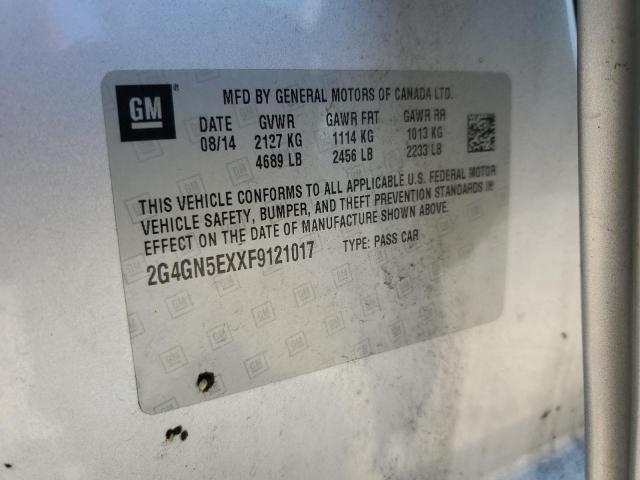 GM
MFD BY GENERAL MOTORS OF CANADA LTD.
DATE GVWR GAWR FRT GAWR RR
08/14 2127 KG 1114 KG 1013 KG
4689 LB 2456 LB 2233 LB
THIS VEHICLE CONFORMS TO ALL APPLICABLE U.S. FEDERAL MOTOR
VEHICLE SAFETY, BUMPER, AND THEFT PREVENTION STANDARDS IN
EFFECT ON THE DATE OF MANUFACTURE SHOWN ABOVE.
2G4GN5EXXF9121017 TYPE: PASS CAR